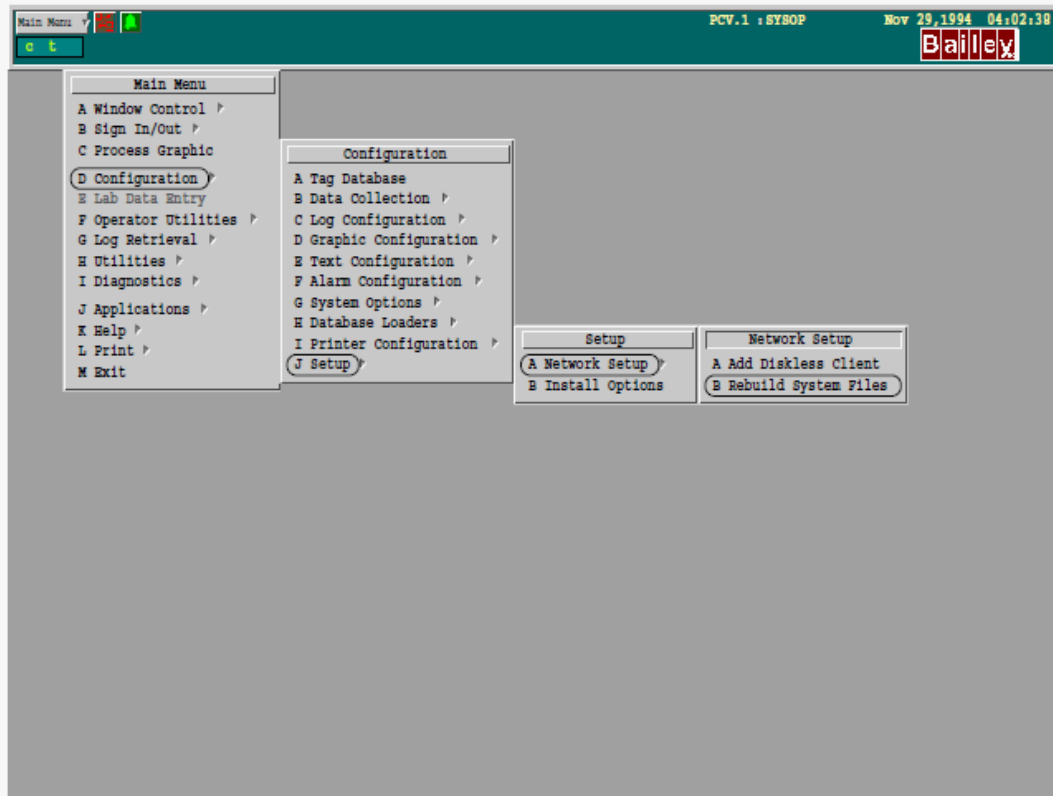 Main Menu PCV.1 :SYSOP Nov 29,1994 04:02:38
c t Bailey
Main Menu
A Window Control
B Sign In/Out
C Process Graphic
D Configuration
E Lab Data Entry
F Operator Utilities
G Log Retrieval
H Utilities
I Diagnostics
J Applications
K Help
L Print
M Exit
Configuration
A Tag Database
B Data Collection
C Log Configuration
D Graphic Configuration
E Text Configuration
F Alarm Configuration
G System Options
H Database Loaders
I Printer Configuration
J Setup
Setup
A Network Setup
B Install Options
Network Setup
A Add Diskless Client
B Rebuild System Files